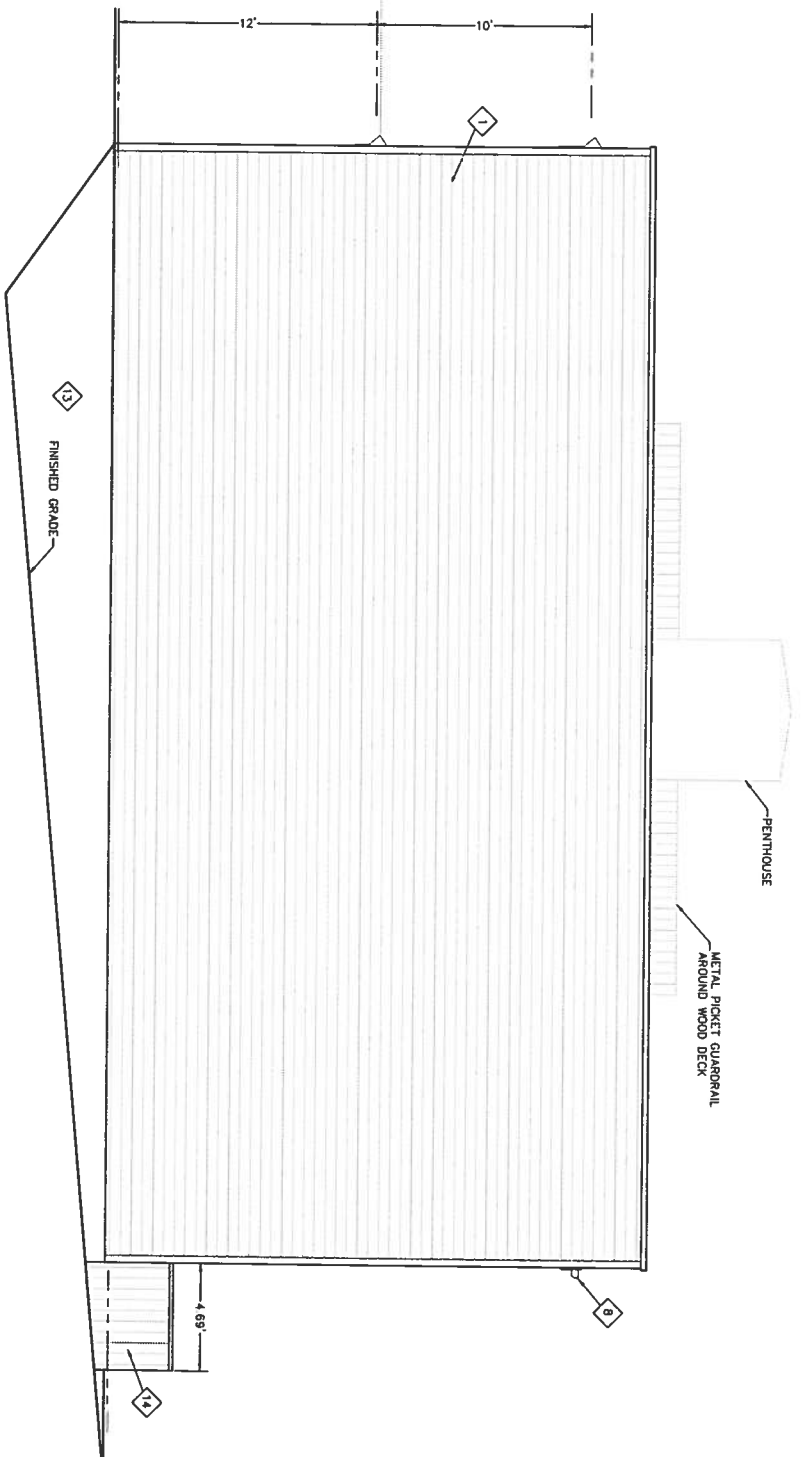 12'
10'
1
13
FINISHED GRADE
PENTHOUSE
METAL PICKET GUARDRAIL
AROUND WOOD DECK
8
4.69'
14